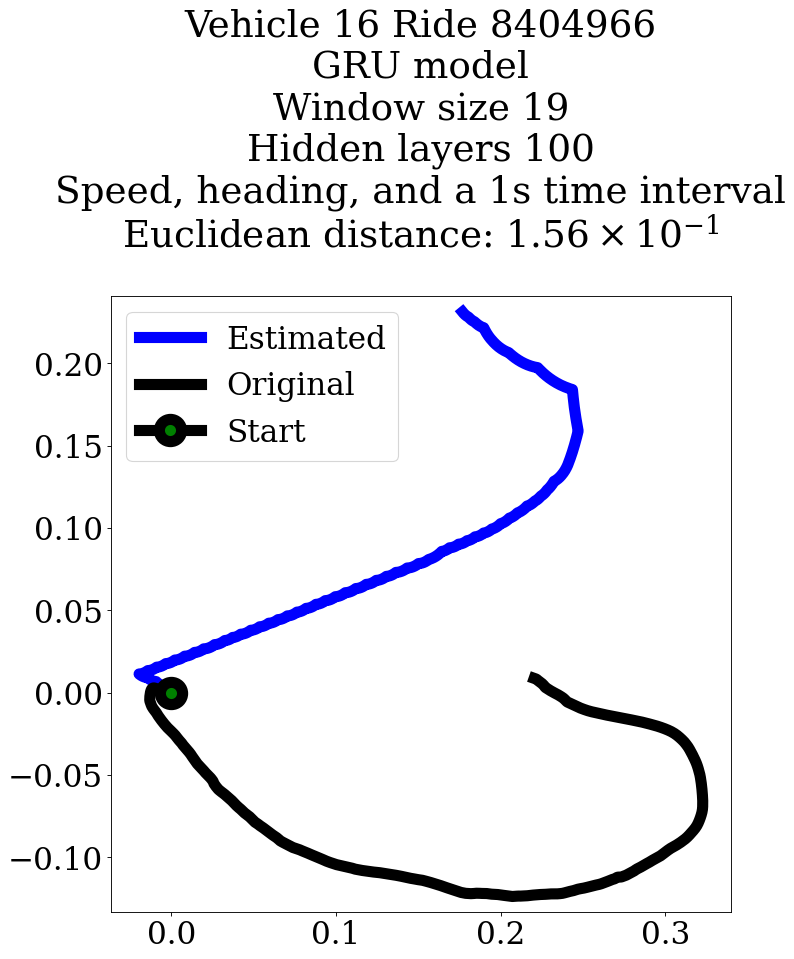 Vehicle 16 Ride 8404966
GRU model
Window size 19
Hidden layers 100
Speed, heading, and a 1s time interval
Euclidean distance: 1.56 × 10⁻¹
Estimated
Original
Start
0.20
0.15
0.10
0.05
0.00
−0.05
−0.10
0.0 0.1 0.2 0.3